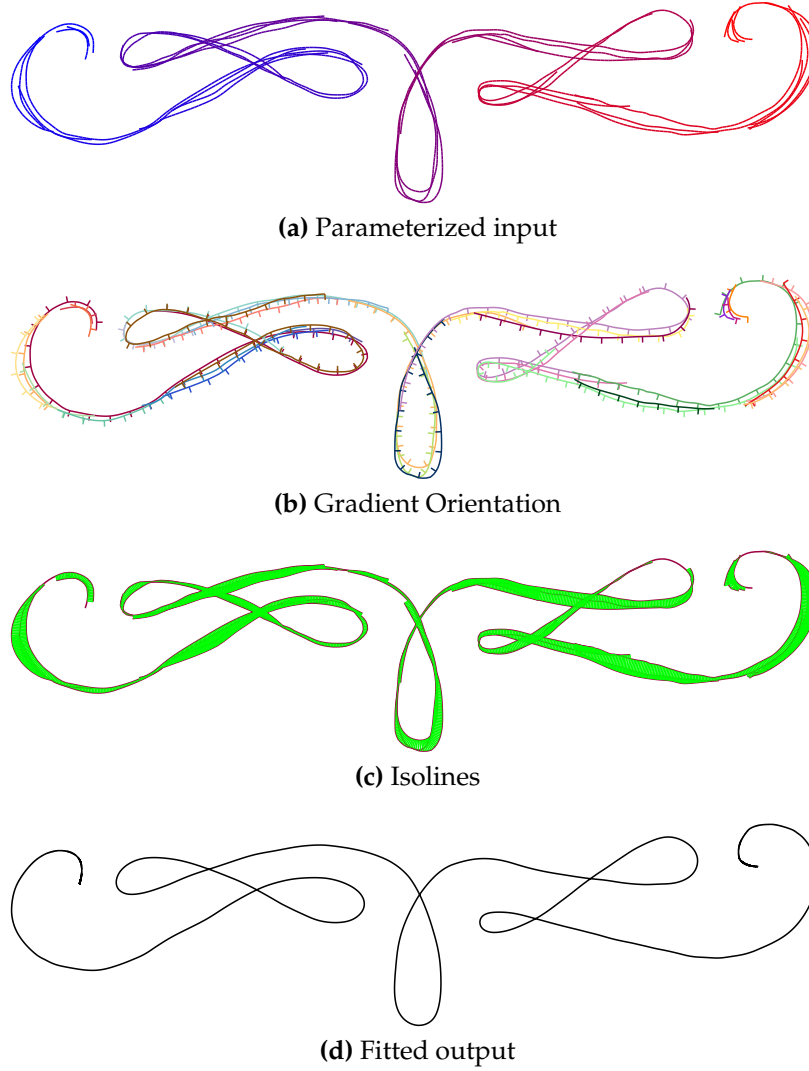 (a) Parameterized input
(b) Gradient Orientation
(c) Isolines
(d) Fitted output